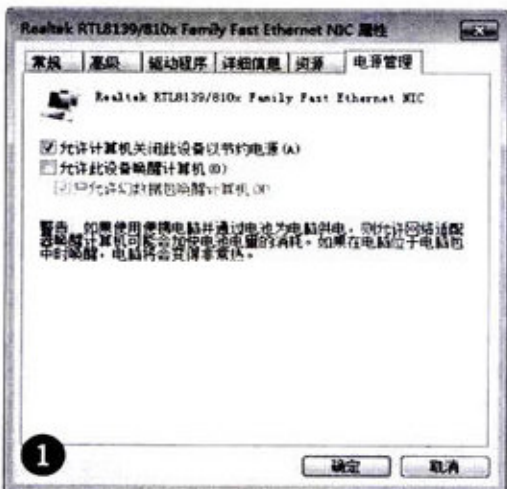 Realtek RTL8139/810x Family Fast Ethernet NIC 属性
常规 高级 驱动程序 详细信息 资源 电源管理
Realtek RTL8139/810x Family Fast Ethernet NIC
允许计算机关闭此设备以节约电源(A)
允许此设备唤醒计算机(O)
只允许幻数据包唤醒计算机(M)
警告: 如果使用便携电脑并通过电池为电脑供电，则允许网络适配
器唤醒计算机可能会加快电池电量的消耗。如果在电脑位于电脑包
中时唤醒，电脑将会变得非常热。
1
确定 取消